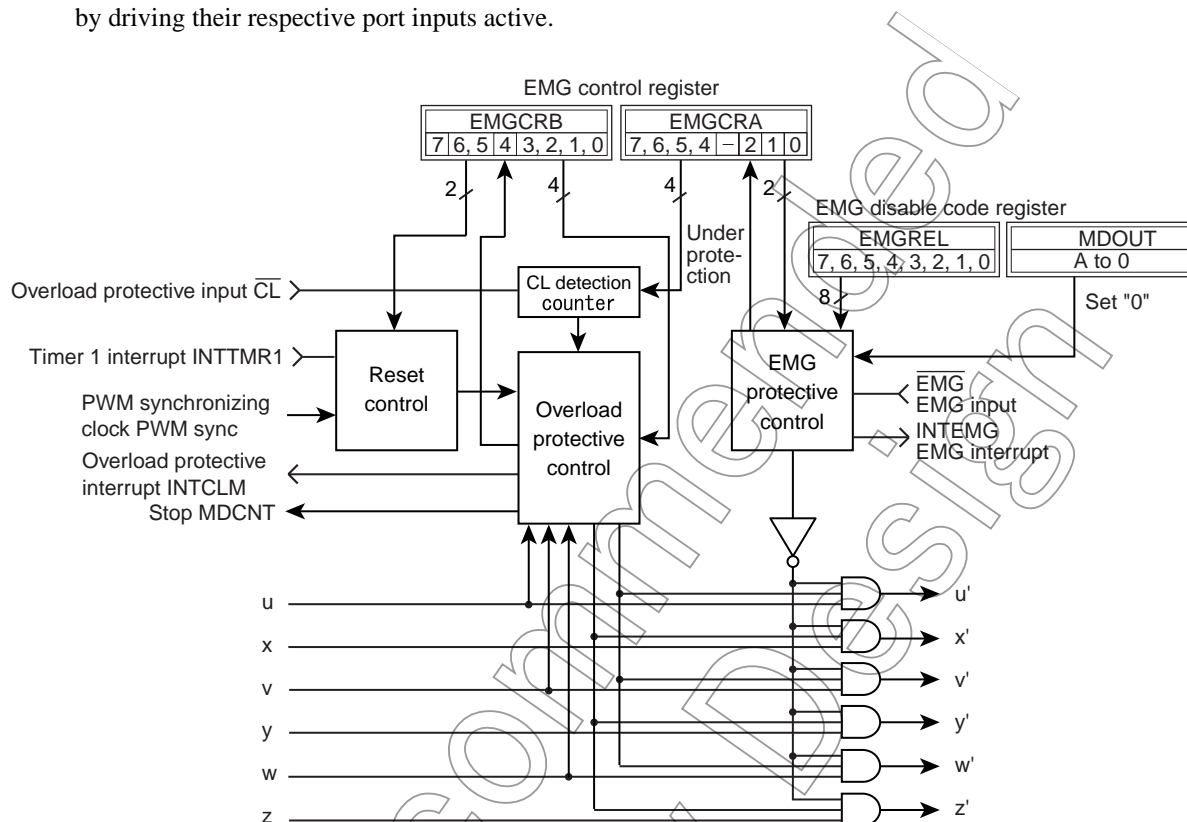 by driving their respective port inputs active.
EMG control register
EMGCRB
7 6, 5 4 3, 2, 1, 0
EMGCRA
7, 6, 5, 4 – 2 1 0
2
4
4
2
Under
prote-
ction
EMG disable code register
EMGREL
7, 6, 5, 4, 3, 2, 1, 0
MDOUT
A to 0
8
Set "0"
Overload protective input CL
CL detection
counter
Timer 1 interrupt INTTMR1
Reset
control
PWM synchronizing
clock PWM sync
Overload
protective
control
EMG
protective
control
EMG
EMG input
INTEMG
EMG interrupt
Overload protective
interrupt INTCLM
Stop MDCNT
u
u'
x
x'
v
v'
y
y'
w
w'
z
z'
commended
Design